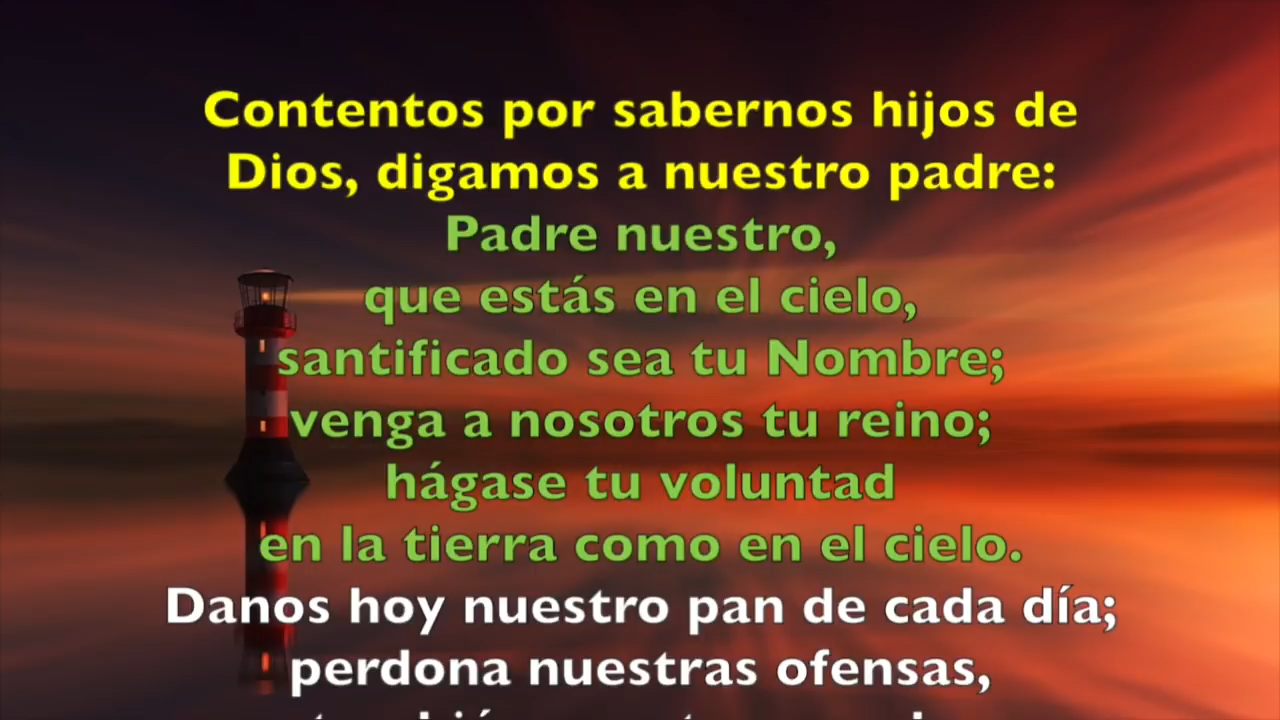 Contentos por sabernos hijos de
Dios, digamos a nuestro padre:
Padre nuestro,
que estás en el cielo,
santificado sea tu Nombre;
venga a nosotros tu reino;
hágase tu voluntad
en la tierra como en el cielo.
Danos hoy nuestro pan de cada día;
perdona nuestras ofensas,